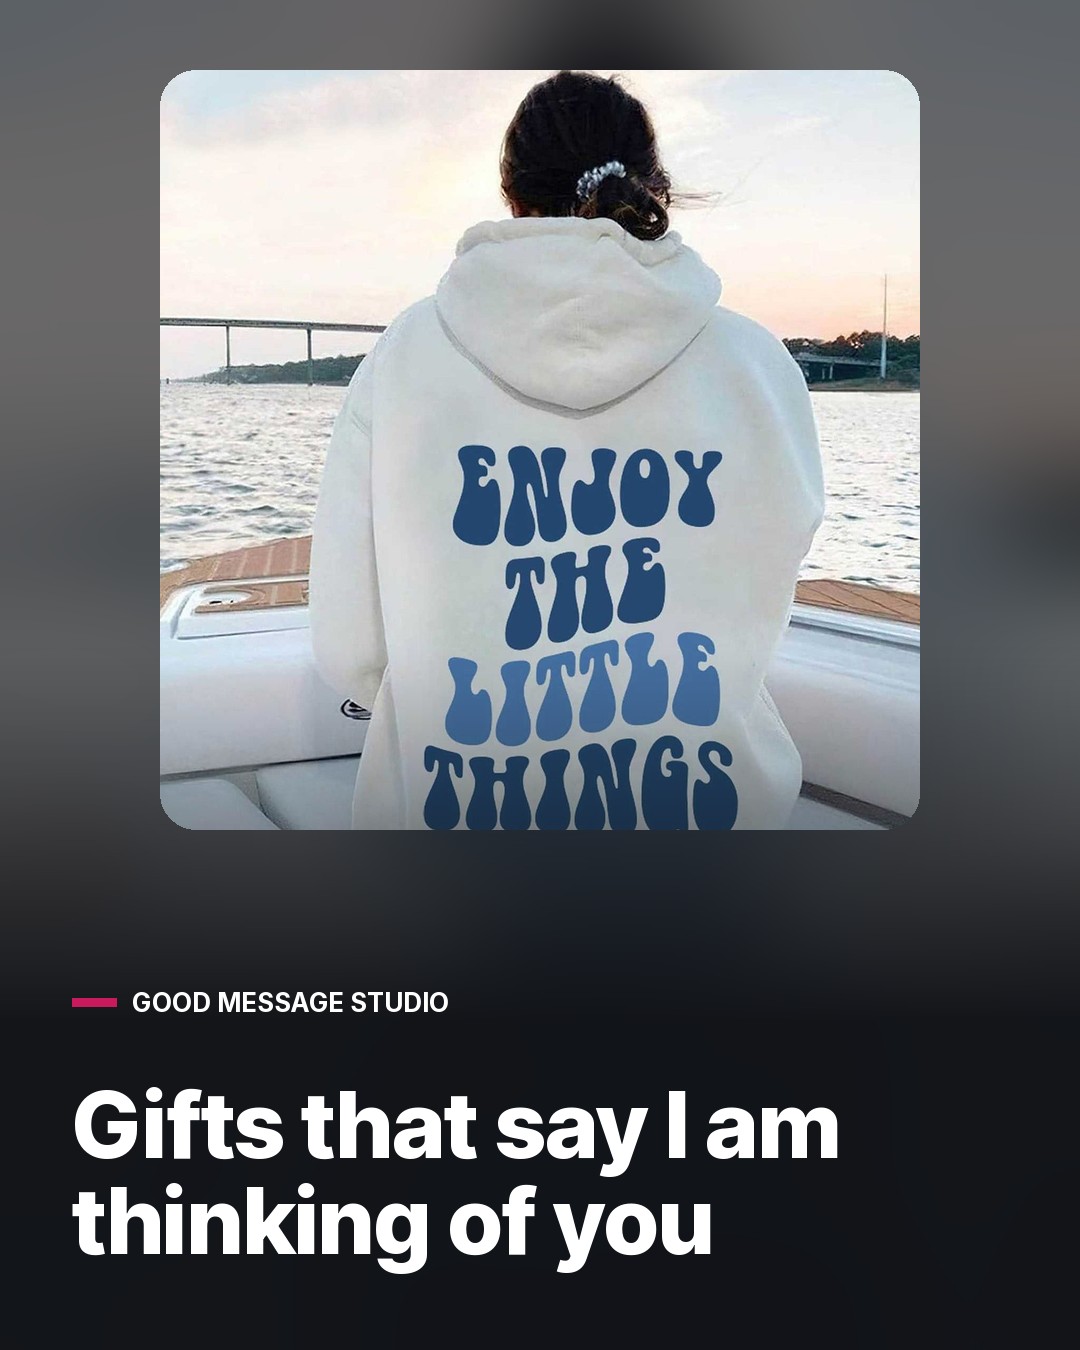 ENJOY
THE
LITTLE
THINGS
GOOD MESSAGE STUDIO
Gifts that say I am
thinking of you